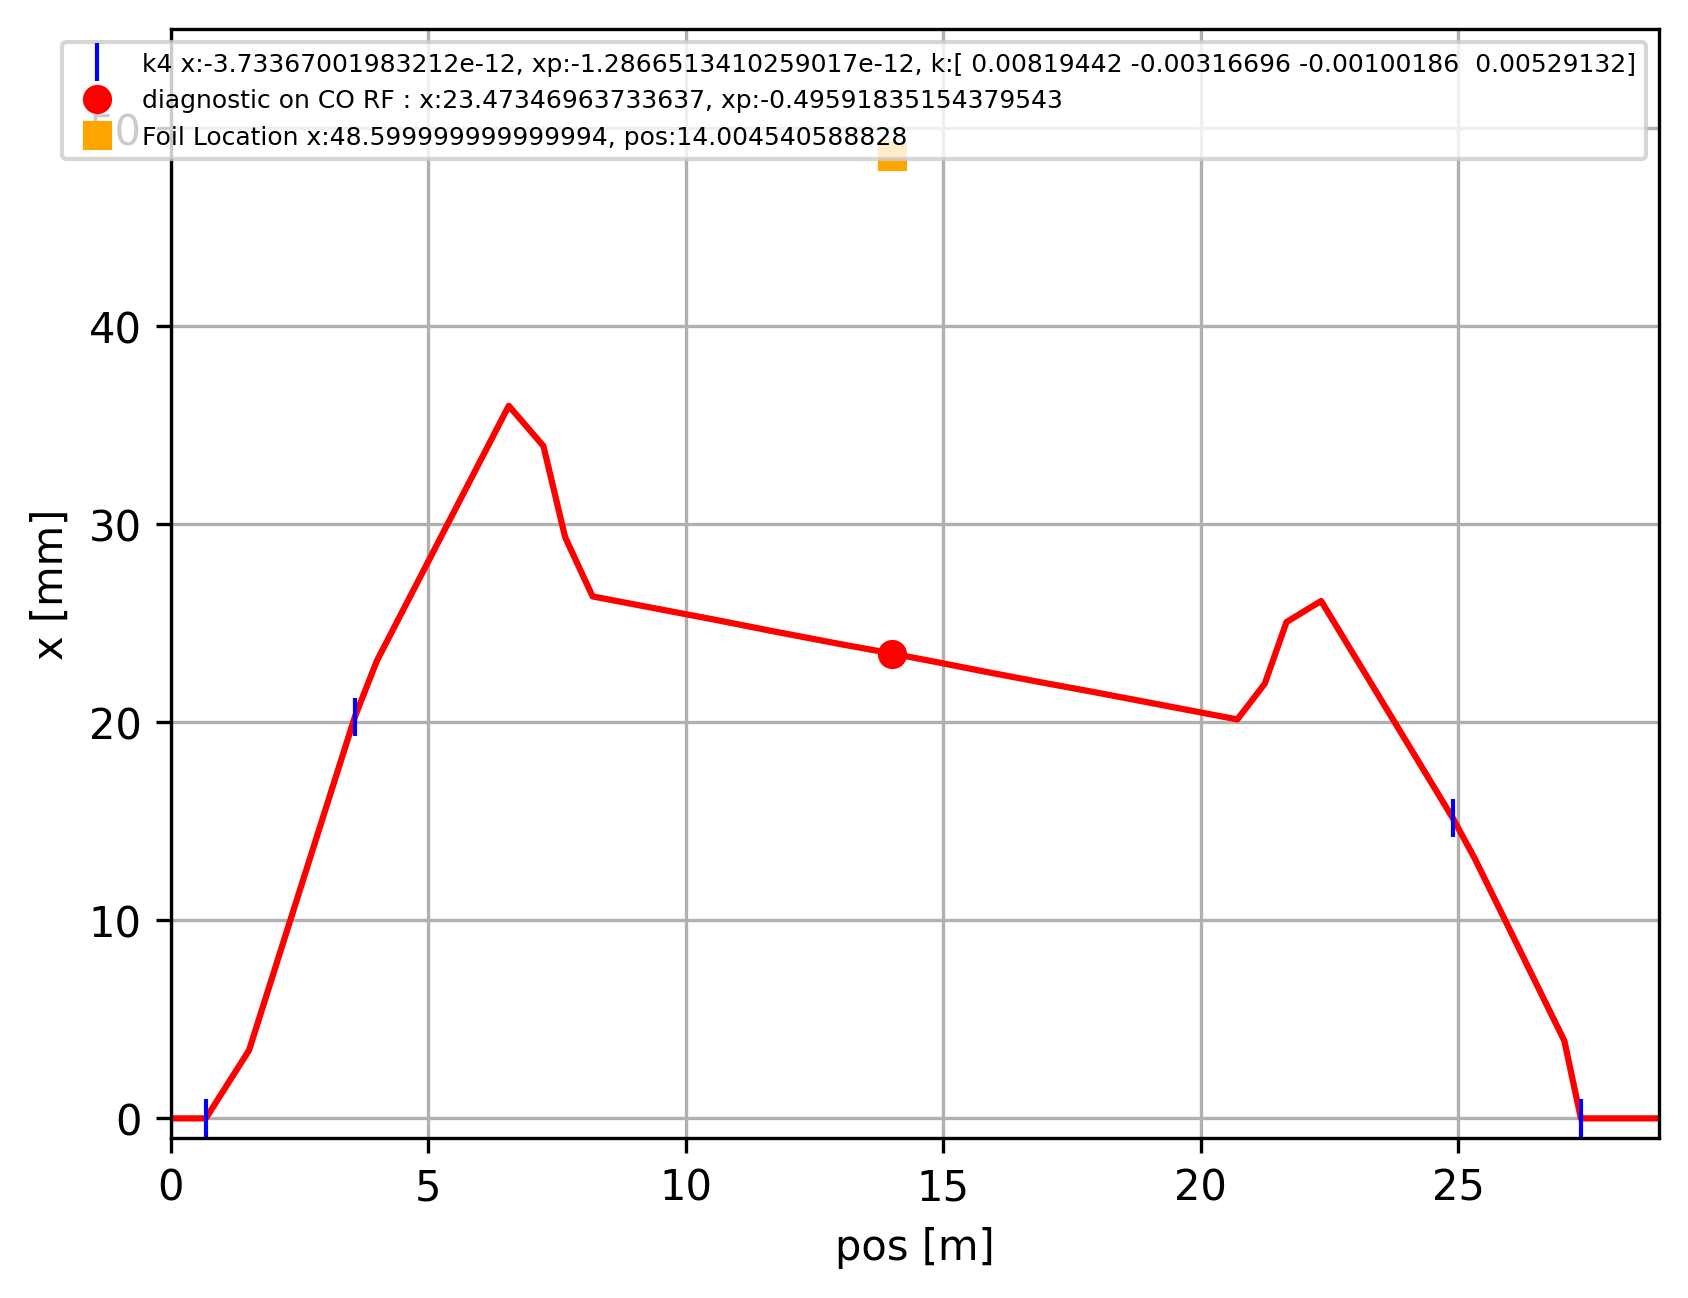 k4 x:-3.73367001983212e-12, xp:-1.2866513410259017e-12, k:[ 0.00819442 -0.00316696 -0.00100186  0.00529132]
diagnostic on CO RF : x:23.47346963733637, xp:-0.49591835154379543
Foil Location x:48.599999999999994, pos:14.004540588828
50
40
30
20
10
0
x [mm]
0 5 10 15 20 25
pos [m]